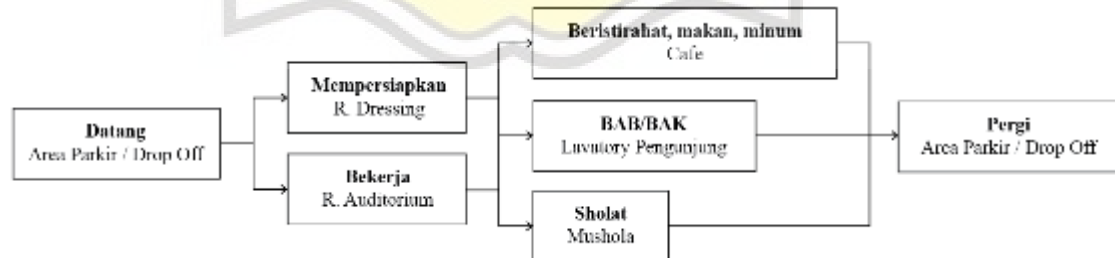 Datang
Area Parkir / Drop Off
Mempersiapkan
R. Dressing
Bekerja
R. Auditorium
Beristirahat, makan, minum
Cafe
BAB/BAK
Lavatory Pengunjung
Sholat
Mushola
Pergi
Area Parkir / Drop Off